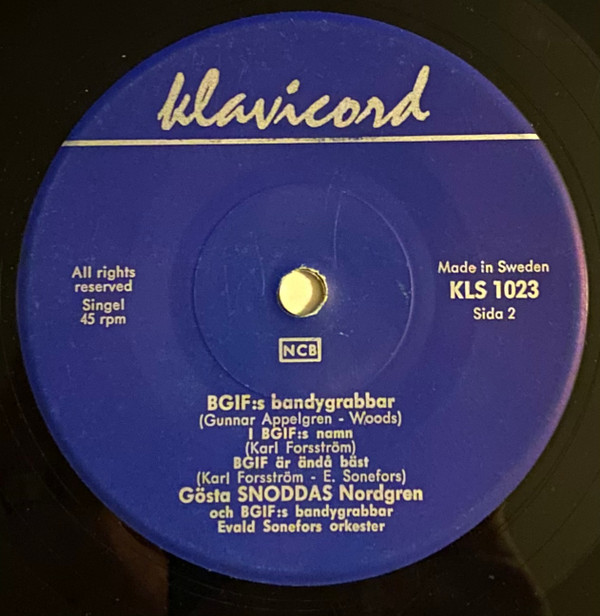 klavicord
All rights
reserved
Singel
45 rpm
Made in Sweden
KLS 1023
Sida 2
NCB
BGIF:s bandygrabbar
(Gunnar Appelgren - Woods)
I BGIF:s namn
(Karl Forsström)
BGIF är ändå bäst
(Karl Forsström - E. Sonefors)
Gösta SNODDAS Nordgren
och BGIF:s bandygrabbar
Evald Sonefors orkester